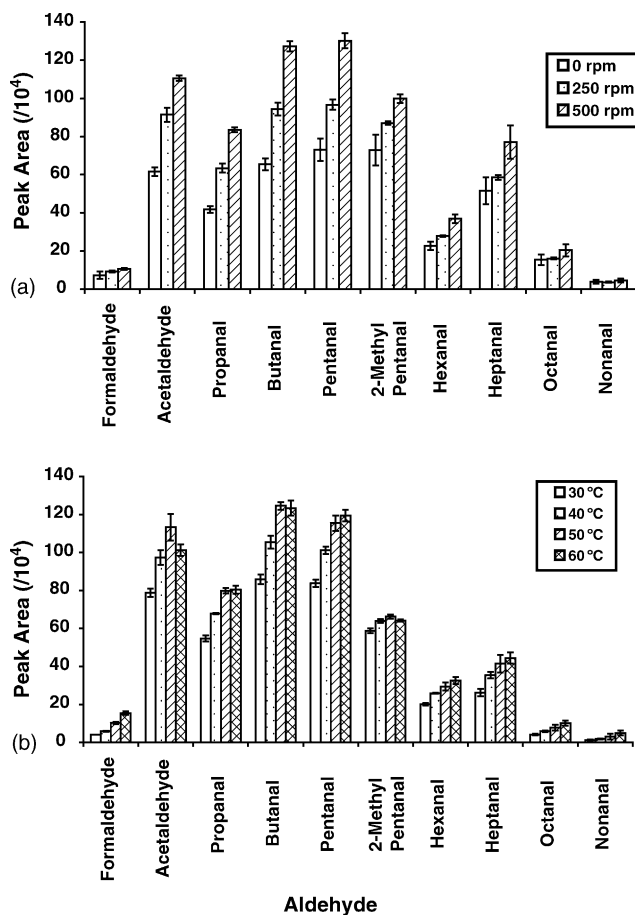 140
120
100
80
60
40
20
0
Peak Area (/10⁴)
0 rpm
250 rpm
500 rpm
(a)
Formaldehyde
Acetaldehyde
Propanal
Butanal
Pentanal
2-Methyl
Pentanal
Hexanal
Heptanal
Octanal
Nonanal
140
120
100
80
60
40
20
0
Peak Area (/10⁴)
30 °C
40 °C
50 °C
60 °C
(b)
Formaldehyde
Acetaldehyde
Propanal
Butanal
Pentanal
2-Methyl
Pentanal
Hexanal
Heptanal
Octanal
Nonanal
Aldehyde